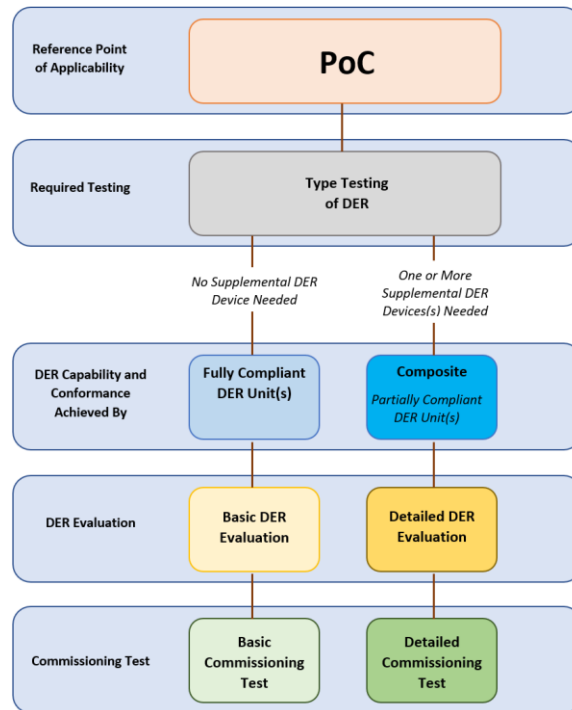 Reference Point
of Applicability
PoC
Required Testing
Type Testing
of DER
No Supplemental DER
Device Needed
One or More
Supplemental DER
Devices(s) Needed
DER Capability and
Conformance
Achieved By
Fully Compliant
DER Unit(s)
Composite
Partially Compliant
DER Unit(s)
DER Evaluation
Basic DER
Evaluation
Detailed DER
Evaluation
Commissioning Test
Basic
Commissioning
Test
Detailed
Commissioning
Test